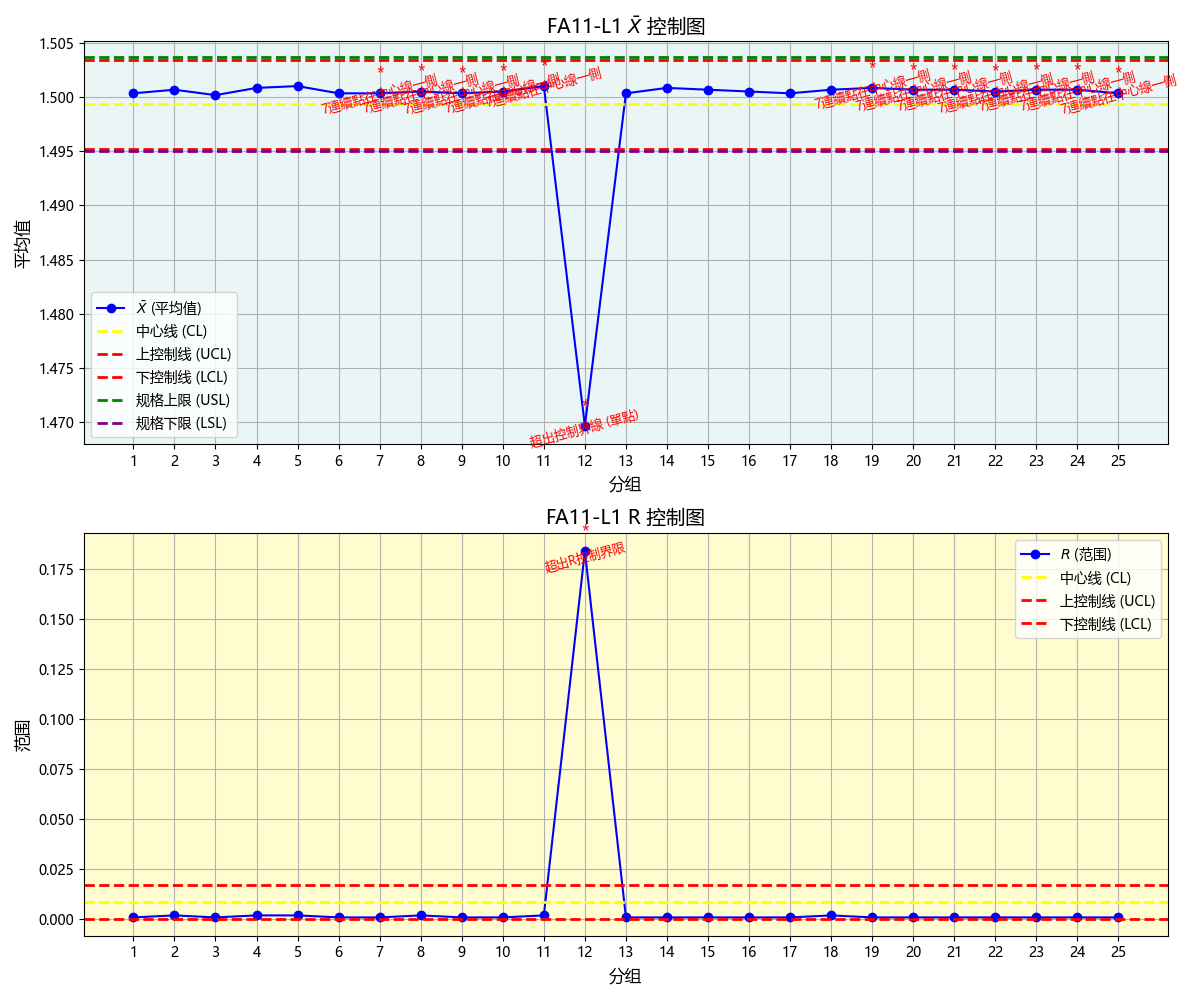 FA11-L1 X̄ 控制图
1.505
1.500
1.495
1.490
1.485
1.480
1.475
1.470
平均值
中心線一側
超出控制界線 (單點)
X̄ (平均值)
中心线 (CL)
上控制线 (UCL)
下控制线 (LCL)
规格上限 (USL)
规格下限 (LSL)
1 2 3 4 5 6 7 8 9 10 11 12 13 14 15 16 17 18 19 20 21 22 23 24 25
分组
FA11-L1 R 控制图
超出R控制界限
0.175
0.150
0.125
0.100
0.075
0.050
0.025
0.000
范围
R (范围)
中心线 (CL)
上控制线 (UCL)
下控制线 (LCL)
1 2 3 4 5 6 7 8 9 10 11 12 13 14 15 16 17 18 19 20 21 22 23 24 25
分组